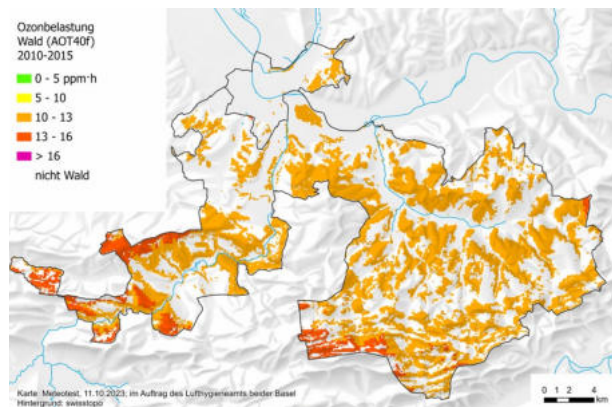 Ozonbelastung
Wald (AOT40f)
2010-2015
0 - 5 ppm·h
5 - 10
10 - 13
13 - 16
> 16
nicht Wald
Karte: Meteotest, 11.10.2023; im Auftrag des Lufthygieneamts beider Basel
Hintergrund: swisstopo
0 2 4
km